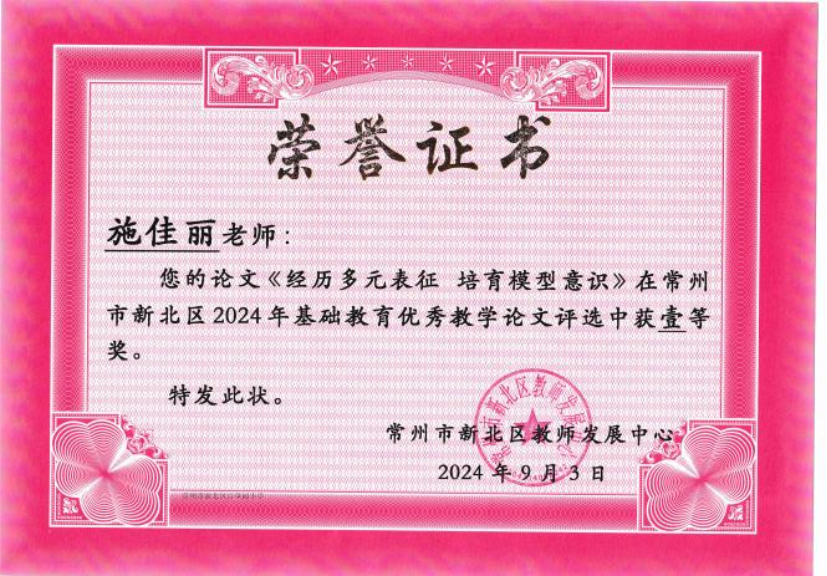 荣誉证书
施佳丽老师：
您的论文《经历多元表征 培育模型意识》在常州
市新北区2024年基础教育优秀教学论文评选中获壹等
奖。
特发此状。
常州市新北区教师发展中心
2024年9月3日